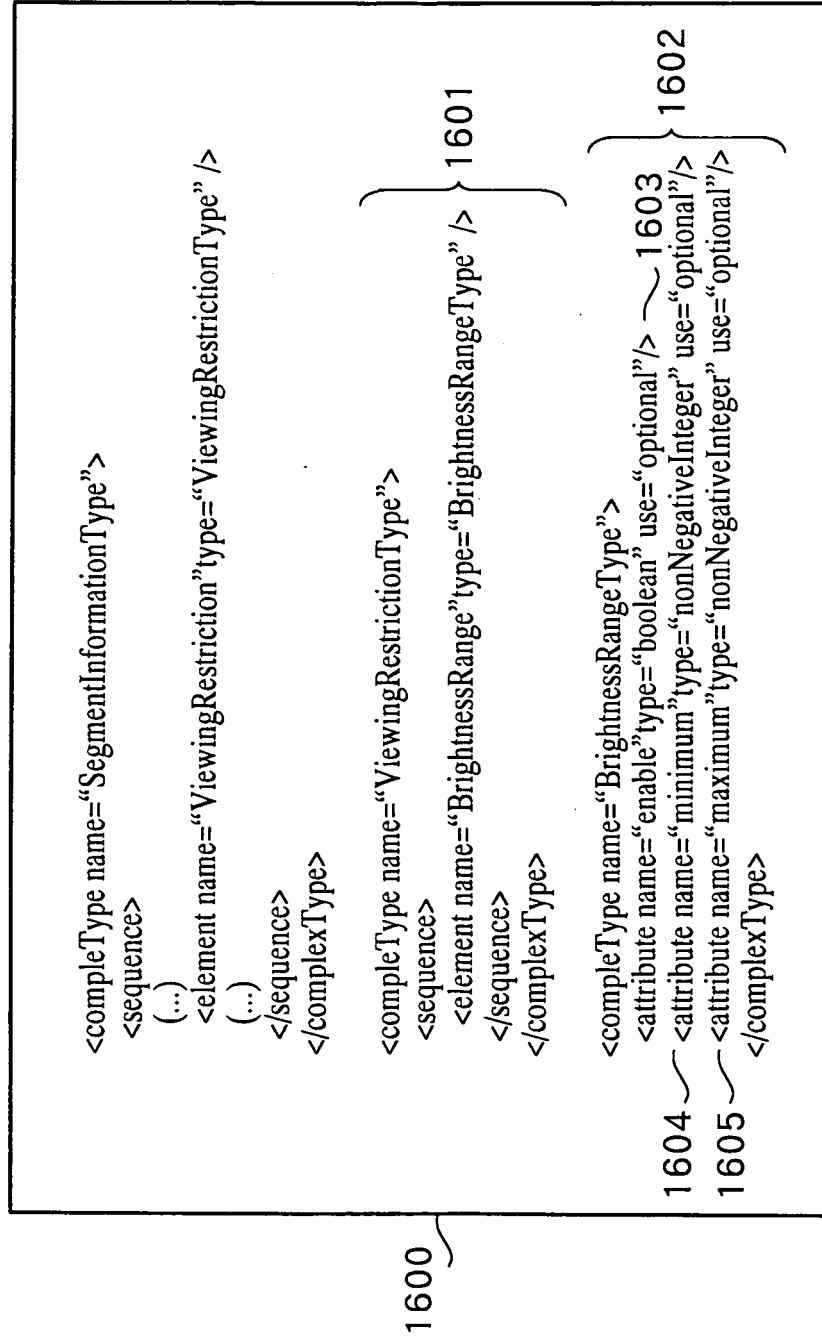 <compleType name=“SegmentInformationType”>
<sequence>
(...)
<element name=“ViewingRestriction”type=“ViewingRestrictionType” />
(...)
</sequence>
</complexType>
<compleType name=“ViewingRestrictionType”>
<sequence>
<element name=“BrightnessRange”type=“BrightnessRangeType” />
</sequence>
</complexType>
1601
<compleType name=“BrightnessRangeType”>
<attribute name=“enable”type=“boolean” use=“optional”/> 1603
1604 <attribute name=“minimum”type=“nonNegativeInteger” use=“optional”/>
1605 <attribute name=“maximum”type=“nonNegativeInteger” use=“optional”/>
</complexType>
1602
1600